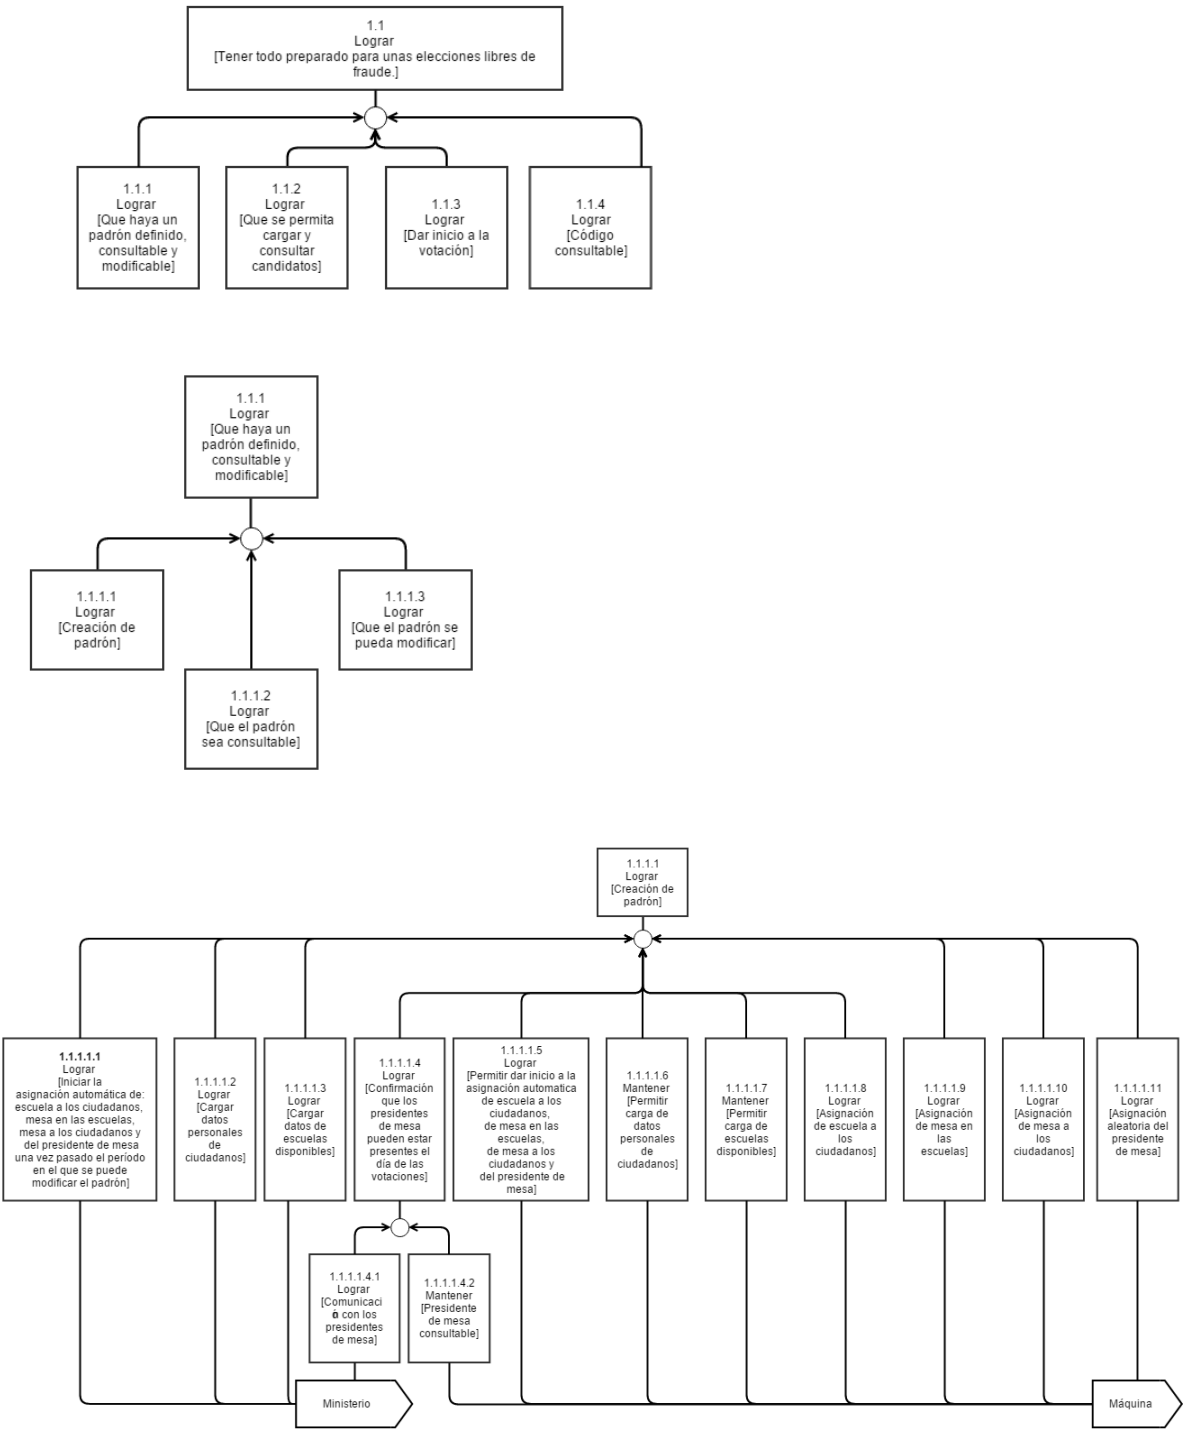 1.1
Lograr
[Tener todo preparado para unas elecciones libres de
fraude.]
1.1.1
Lograr
[Que haya un
padrón definido,
consultable y
modificable]
1.1.2
Lograr
[Que se permita
cargar y
consultar
candidatos]
1.1.3
Lograr
[Dar inicio a la
votación]
1.1.4
Lograr
[Código
consultable]
1.1.1
Lograr
[Que haya un
padrón definido,
consultable y
modificable]
1.1.1.1
Lograr
[Creación de
padrón]
1.1.1.3
Lograr
[Que el padrón se
pueda modificar]
1.1.1.2
Lograr
[Que el padrón
sea consultable]
1.1.1.1
Lograr
[Creación de
padrón]
1.1.1.1.1
Lograr
[Iniciar la
asignación automática de:
escuela a los ciudadanos,
mesa en las escuelas,
mesa a los ciudadanos y
del presidente de mesa
una vez pasado el período
en el que se puede
modificar el padrón]
1.1.1.1.2
Lograr
[Cargar
datos
personales
de
ciudadanos]
1.1.1.1.3
Lograr
[Cargar
datos de
escuelas
disponibles]
1.1.1.1.4
Lograr
[Confirmación
que los
presidentes
de mesa
pueden estar
presentes el
día de las
votaciones]
1.1.1.1.5
Lograr
[Permitir dar inicio a la
asignación automatica
de escuela a los
ciudadanos,
de mesa en las
escuelas,
de mesa a los
ciudadanos y
del presidente de
mesa]
1.1.1.1.6
Mantener
[Permitir
carga de
datos
personales
de
ciudadanos]
1.1.1.1.7
Mantener
[Permitir
carga de
escuelas
disponibles]
1.1.1.1.8
Lograr
[Asignación
de escuela a
los
ciudadanos]
1.1.1.1.9
Lograr
[Asignación
de mesa en
las
escuelas]
1.1.1.1.10
Lograr
[Asignación
de mesa a
los
ciudadanos]
1.1.1.1.11
Lograr
[Asignación
aleatoria del
presidente
de mesa]
1.1.1.1.4.1
Lograr
[Comunicaci
con los
presidentes
de mesa]
1.1.1.1.4.2
Mantener
[Presidente
de mesa
consultable]
Ministerio
Máquina